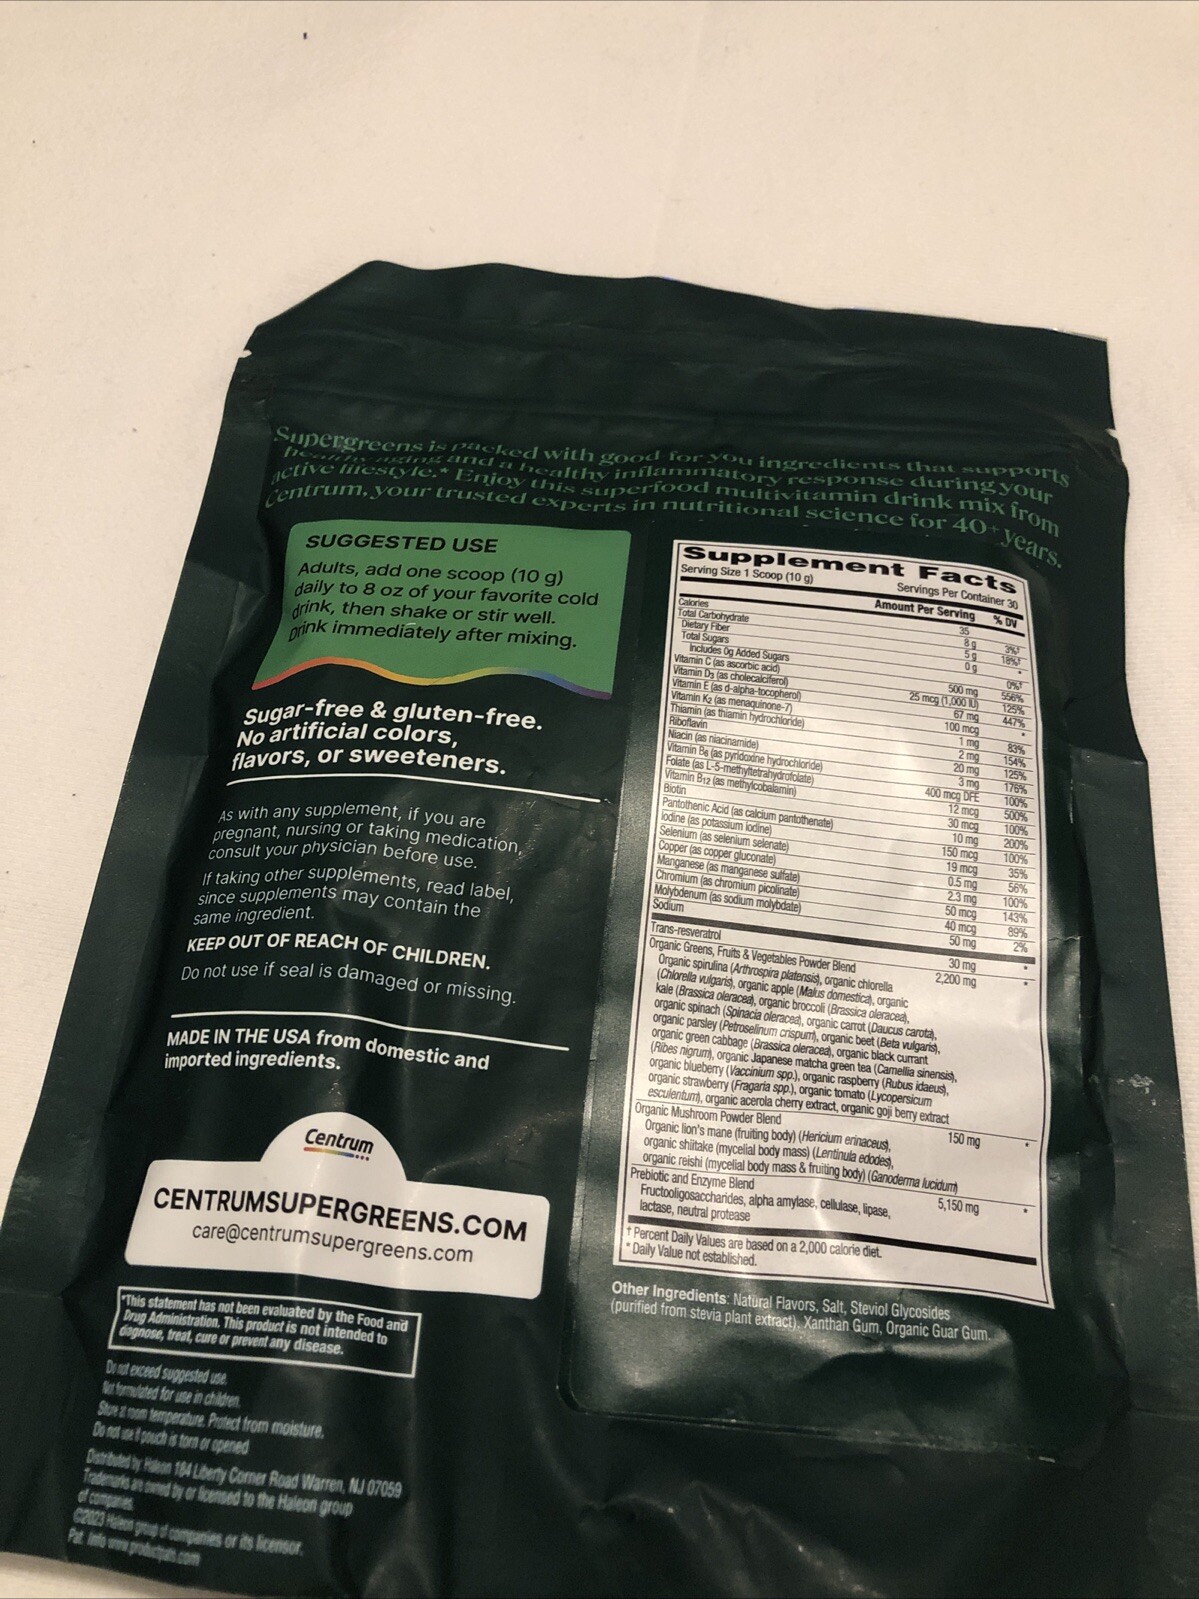 Supergreens is packed with good for you ingredients that supports
healthy aging and a healthy inflammatory response during your
active lifestyle.* Enjoy this superfood multivitamin drink mix from
Centrum, your trusted experts in nutritional science for 40+ years.
SUGGESTED USE
Adults, add one scoop (10 g)
daily to 8 oz of your favorite cold
drink, then shake or stir well.
Drink immediately after mixing.
Sugar-free & gluten-free.
No artificial colors,
flavors, or sweeteners.
As with any supplement, if you are
pregnant, nursing or taking medication,
consult your physician before use.
If taking other supplements, read label,
since supplements may contain the
same ingredient.
KEEP OUT OF REACH OF CHILDREN.
Do not use if seal is damaged or missing.
MADE IN THE USA from domestic and
imported ingredients.
Centrum
CENTRUMSUPERGREENS.COM
care@centrumsupergreens.com
*This statement has not been evaluated by the Food and
Drug Administration. This product is not intended to
diagnose, treat, cure or prevent any disease.
Do not exceed suggested use.
Not formulated for use in children.
Store at room temperature. Protect from moisture.
Do not use if pouch is torn or opened
Distributed by Haleon 184 Liberty Corner Road Warren, NJ 07059
Trademarks are owned by or licensed to the Haleon group
of companies.
©2023 Haleon group of companies or its licensor.
Pat. Info www.productpats.com
Supplement Facts
Serving Size 1 Scoop (10 g) Servings Per Container 30
Amount Per Serving % DV
Calories 35
Total Carbohydrate 8 g 3%†
Dietary Fiber 5 g 18%†
Total Sugars 0 g *
Includes 0g Added Sugars 0%†
Vitamin C (as ascorbic acid) 500 mg 556%
Vitamin D3 (as cholecalciferol) 25 mcg (1,000 IU) 125%
Vitamin E (as d-alpha-tocopherol) 67 mg 447%
Vitamin K2 (as menaquinone-7) 100 mcg *
Thiamin (as thiamin hydrochloride) 1 mg 83%
Riboflavin 2 mg 154%
Niacin (as niacinamide) 20 mg 125%
Vitamin B6 (as pyridoxine hydrochloride) 3 mg 176%
Folate (as L-5-methyltetrahydrofolate) 400 mcg DFE 100%
Vitamin B12 (as methylcobalamin) 12 mcg 500%
Biotin 30 mcg 100%
Pantothenic Acid (as calcium pantothenate) 10 mg 200%
Iodine (as potassium iodine) 150 mcg 100%
Selenium (as selenium selenate) 19 mcg 35%
Copper (as copper gluconate) 0.5 mg 56%
Manganese (as manganese sulfate) 2.3 mg 100%
Chromium (as chromium picolinate) 50 mcg 143%
Molybdenum (as sodium molybdate) 40 mcg 89%
Sodium 50 mg 2%
Trans-resveratrol 30 mg *
Organic Greens, Fruits & Vegetables Powder Blend 2,200 mg *
Organic spirulina (Arthrospira platensis), organic chlorella
(Chlorella vulgaris), organic apple (Malus domestica), organic
kale (Brassica oleracea), organic broccoli (Brassica oleracea),
organic spinach (Spinacia oleracea), organic carrot (Daucus carota),
organic parsley (Petroselinum crispum), organic beet (Beta vulgaris),
organic green cabbage (Brassica oleracea), organic black currant
(Ribes nigrum), organic Japanese matcha green tea (Camellia sinensis),
organic blueberry (Vaccinium spp.), organic raspberry (Rubus idaeus),
organic strawberry (Fragaria spp.), organic tomato (Lycopersicum
esculentum), organic acerola cherry extract, organic goji berry extract
Organic Mushroom Powder Blend 150 mg *
Organic lion's mane (fruiting body) (Hericium erinaceus),
organic shiitake (mycelial body mass) (Lentinula edodes),
organic reishi (mycelial body mass & fruiting body) (Ganoderma lucidum)
Prebiotic and Enzyme Blend 5,150 mg *
Fructooligosaccharides, alpha amylase, cellulase, lipase,
lactase, neutral protease
† Percent Daily Values are based on a 2,000 calorie diet.
* Daily Value not established.
Other Ingredients: Natural Flavors, Salt, Steviol Glycosides
(purified from stevia plant extract), Xanthan Gum, Organic Guar Gum.